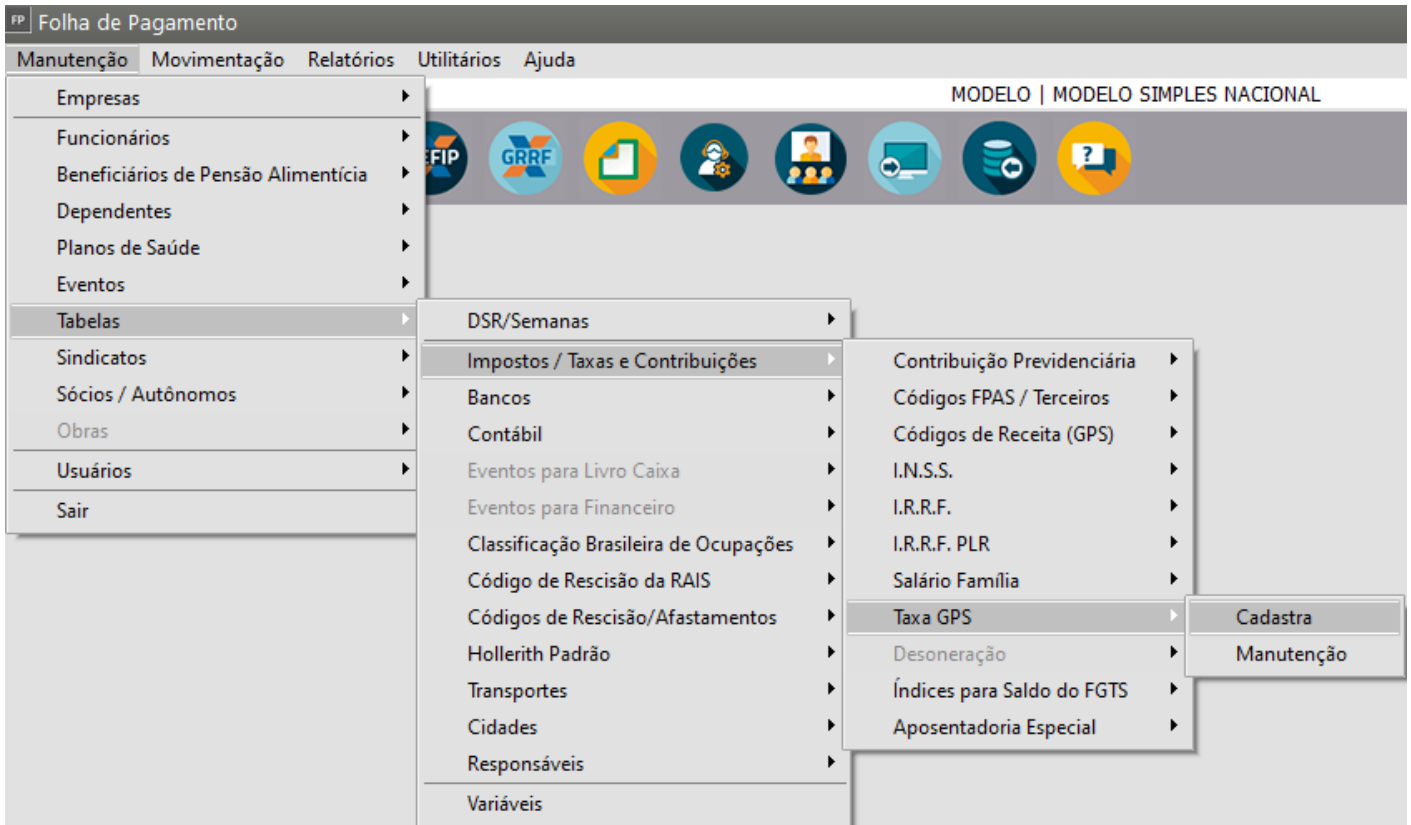 FP Folha de Pagamento
Manutenção Movimentação Relatórios Utilitários Ajuda
MODELO | MODELO SIMPLES NACIONAL
Empresas
Funcionários
Beneficiários de Pensão Alimentícia
Dependentes
Planos de Saúde
Eventos
Tabelas
Sindicatos
Sócios / Autônomos
Obras
Usuários
Sair
GRRF
?
DSR/Semanas
Impostos / Taxas e Contribuições
Bancos
Contábil
Eventos para Livro Caixa
Eventos para Financeiro
Classificação Brasileira de Ocupações
Código de Rescisão da RAIS
Códigos de Rescisão/Afastamentos
Hollerith Padrão
Transportes
Cidades
Responsáveis
Variáveis
Contribuição Previdenciária
Códigos FPAS / Terceiros
Códigos de Receita (GPS)
I.N.S.S.
I.R.R.F.
I.R.R.F. PLR
Salário Família
Taxa GPS
Desoneração
Índices para Saldo do FGTS
Aposentadoria Especial
Cadastra
Manutenção